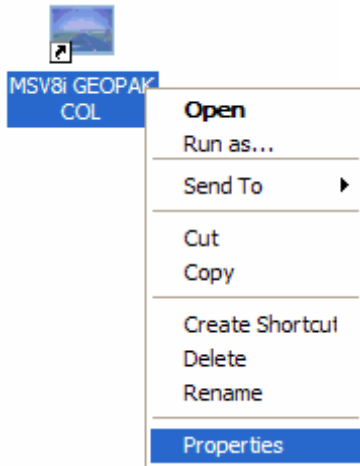 MSV8i GEOPAK
COL
Open
Run as...
Send To
Cut
Copy
Create Shortcut
Delete
Rename
Properties